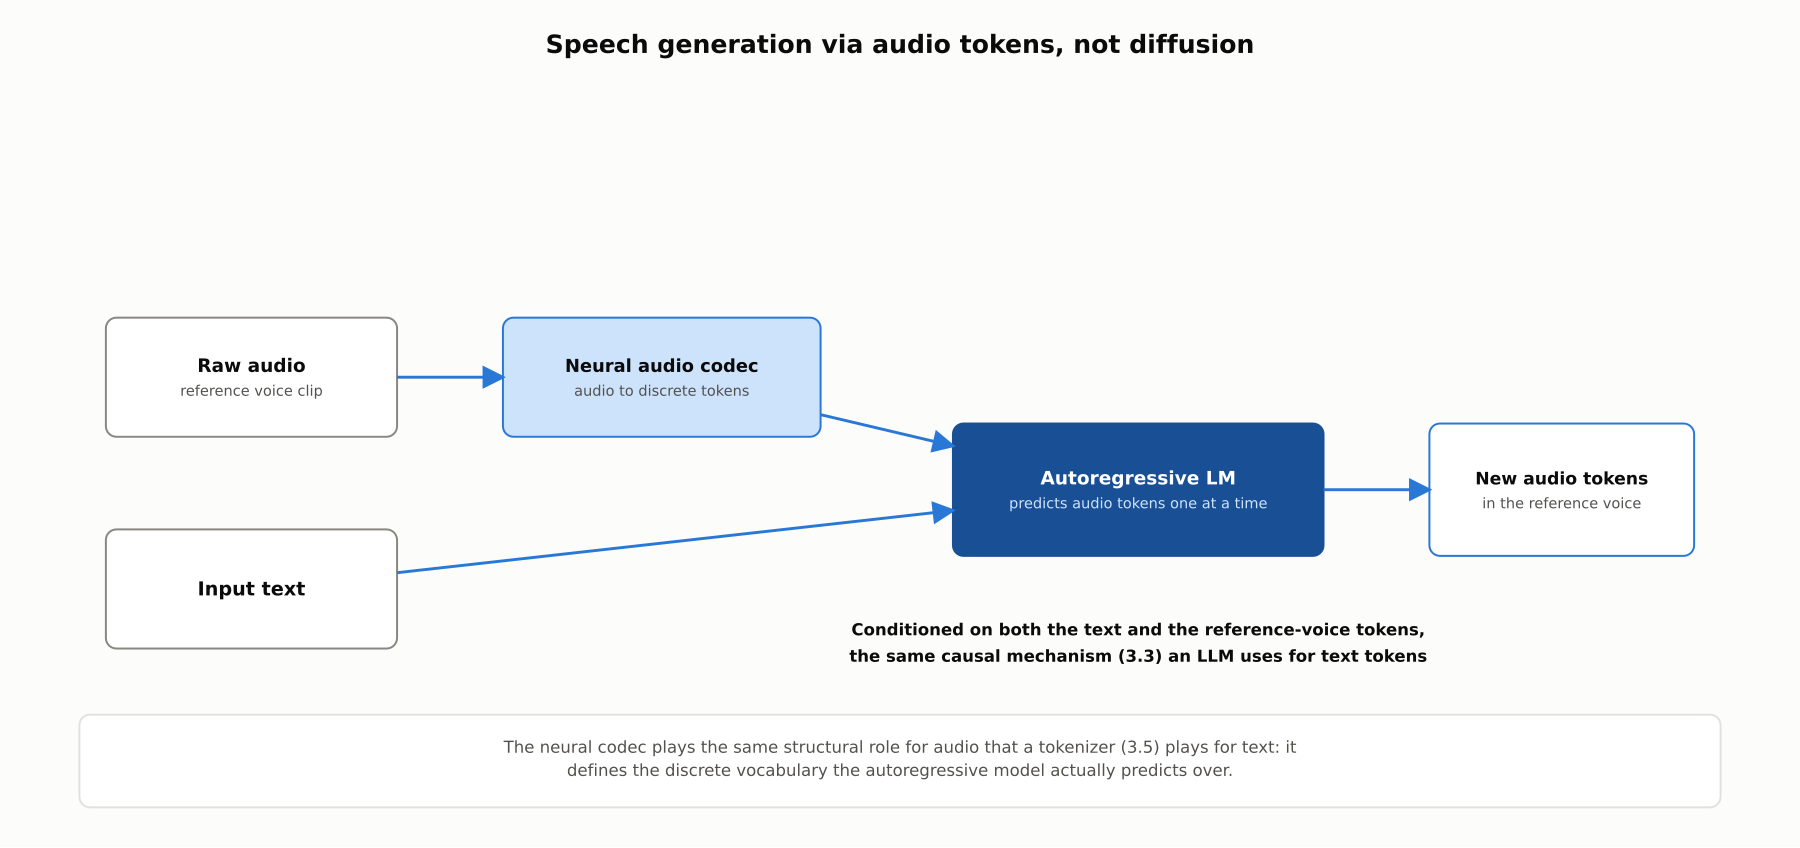 Speech generation via audio tokens, not diffusion
Raw audio
reference voice clip
Neural audio codec
audio to discrete tokens
Autoregressive LM
predicts audio tokens one at a time
New audio tokens
in the reference voice
Input text
Conditioned on both the text and the reference-voice tokens,
the same causal mechanism (3.3) an LLM uses for text tokens
The neural codec plays the same structural role for audio that a tokenizer (3.5) plays for text: it
defines the discrete vocabulary the autoregressive model actually predicts over.